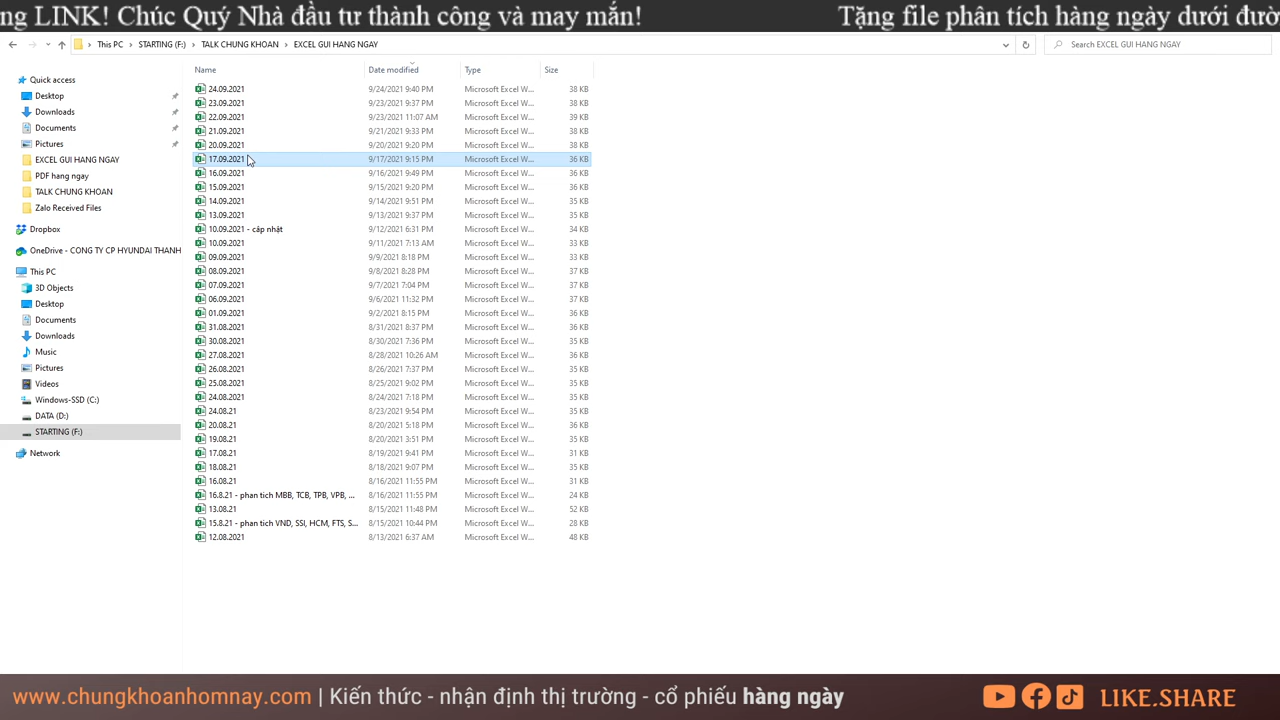 ng LINK! Chúc Quý Nhà đầu tư thành công và may mắn! Tặng file phân tích hàng ngày dưới đườ
This PC › STARTING (F:) › TALK CHUNG KHOAN › EXCEL GUI HANG NGAY
Search EXCEL GUI HANG NGAY
Name Date modified Type Size
Quick access
Desktop
Downloads
Documents
Pictures
EXCEL GUI HANG NGAY
PDF hang ngay
TALK CHUNG KHOAN
Zalo Received Files
Dropbox
OneDrive - CONG TY CP HYUNDAI THANH
This PC
3D Objects
Desktop
Documents
Downloads
Music
Pictures
Videos
Windows-SSD (C:)
DATA (D:)
STARTING (F:)
Network
24.09.2021 9/24/2021 9:40 PM Microsoft Excel W... 38 KB
23.09.2021 9/23/2021 9:37 PM Microsoft Excel W... 38 KB
22.09.2021 9/23/2021 11:07 AM Microsoft Excel W... 39 KB
21.09.2021 9/21/2021 9:33 PM Microsoft Excel W... 38 KB
20.09.2021 9/20/2021 9:20 PM Microsoft Excel W... 38 KB
17.09.2021 9/17/2021 9:15 PM Microsoft Excel W... 36 KB
16.09.2021 9/16/2021 9:49 PM Microsoft Excel W... 36 KB
15.09.2021 9/15/2021 9:20 PM Microsoft Excel W... 36 KB
14.09.2021 9/14/2021 9:51 PM Microsoft Excel W... 35 KB
13.09.2021 9/13/2021 9:37 PM Microsoft Excel W... 35 KB
10.09.2021 - cập nhật 9/12/2021 6:31 PM Microsoft Excel W... 34 KB
10.09.2021 9/11/2021 7:13 AM Microsoft Excel W... 33 KB
09.09.2021 9/9/2021 8:18 PM Microsoft Excel W... 33 KB
08.09.2021 9/8/2021 8:28 PM Microsoft Excel W... 37 KB
07.09.2021 9/7/2021 7:04 PM Microsoft Excel W... 37 KB
06.09.2021 9/6/2021 11:32 PM Microsoft Excel W... 37 KB
01.09.2021 9/2/2021 8:15 PM Microsoft Excel W... 36 KB
31.08.2021 8/31/2021 8:37 PM Microsoft Excel W... 36 KB
30.08.2021 8/30/2021 7:36 PM Microsoft Excel W... 35 KB
27.08.2021 8/28/2021 10:26 AM Microsoft Excel W... 36 KB
26.08.2021 8/26/2021 7:37 PM Microsoft Excel W... 35 KB
25.08.2021 8/25/2021 9:02 PM Microsoft Excel W... 35 KB
24.08.2021 8/24/2021 7:18 PM Microsoft Excel W... 35 KB
24.08.21 8/23/2021 9:54 PM Microsoft Excel W... 35 KB
20.08.21 8/20/2021 5:18 PM Microsoft Excel W... 36 KB
19.08.21 8/20/2021 3:51 PM Microsoft Excel W... 35 KB
17.08.21 8/19/2021 9:41 PM Microsoft Excel W... 31 KB
18.08.21 8/18/2021 9:07 PM Microsoft Excel W... 35 KB
16.08.21 8/16/2021 11:55 PM Microsoft Excel W... 31 KB
16.8.21 - phan tich MBB, TCB, TPB, VPB, ... 8/16/2021 11:55 PM Microsoft Excel W... 24 KB
13.08.21 8/15/2021 11:48 PM Microsoft Excel W... 52 KB
15.8.21 - phan tich VND, SSI, HCM, FTS, S... 8/15/2021 10:44 PM Microsoft Excel W... 28 KB
12.08.2021 8/13/2021 6:37 AM Microsoft Excel W... 48 KB
www.chungkhoanhomnay.com | Kiến thức - nhận định thị trường - cổ phiếu hàng ngày LIKE.SHARE